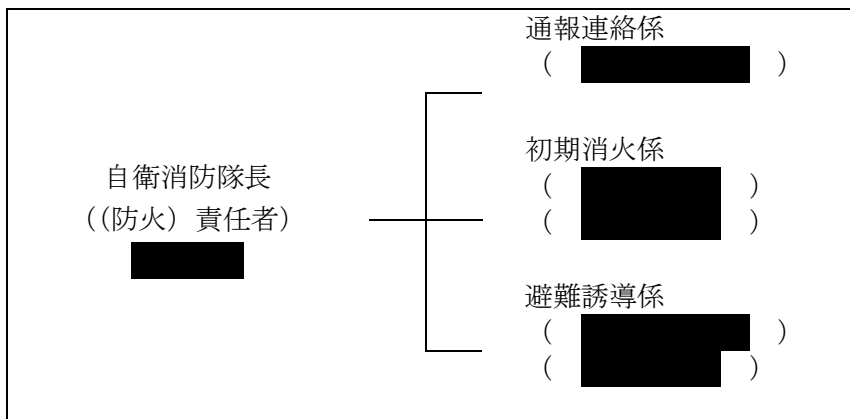 通報連絡係
(　　)
初期消火係
(　　)
(　　)
自衛消防隊長
((防火) 責任者)
避難誘導係
(　　)
(　　)